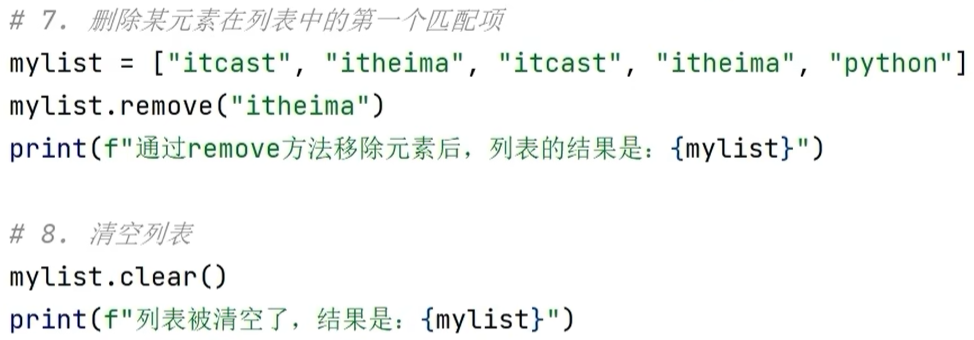 # 7. 删除某元素在列表中的第一个匹配项
mylist = ["itcast", "itheima", "itcast", "itheima", "python"]
mylist.remove("itheima")
print(f"通过remove方法移除元素后，列表的结果是：{mylist}")
# 8. 清空列表
mylist.clear()
print(f"列表被清空了，结果是：{mylist}")